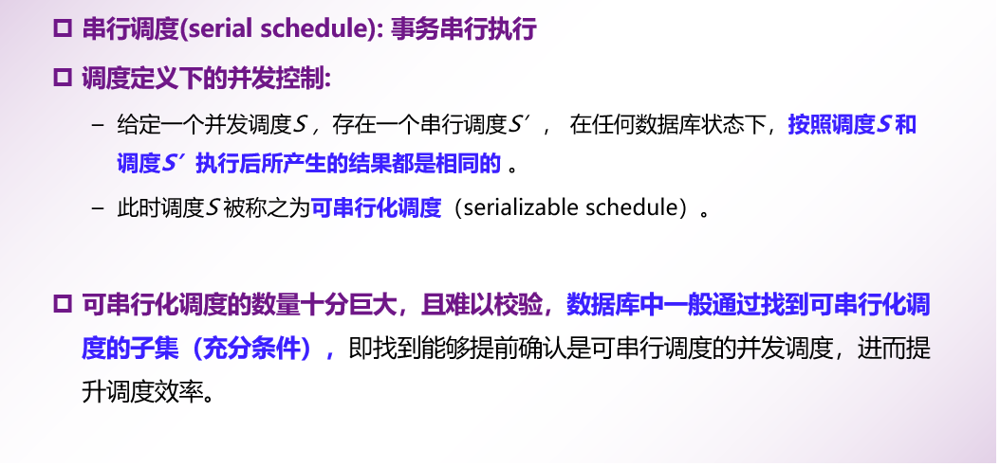 串行调度(serial schedule): 事务串行执行
调度定义下的并发控制:
– 给定一个并发调度S，存在一个串行调度S′， 在任何数据库状态下，按照调度S 和
调度S′ 执行后所产生的结果都是相同的 。
– 此时调度S 被称之为可串行化调度（serializable schedule）。
可串行化调度的数量十分巨大，且难以校验，数据库中一般通过找到可串行化调
度的子集（充分条件），即找到能够提前确认是可串行调度的并发调度，进而提
升调度效率。